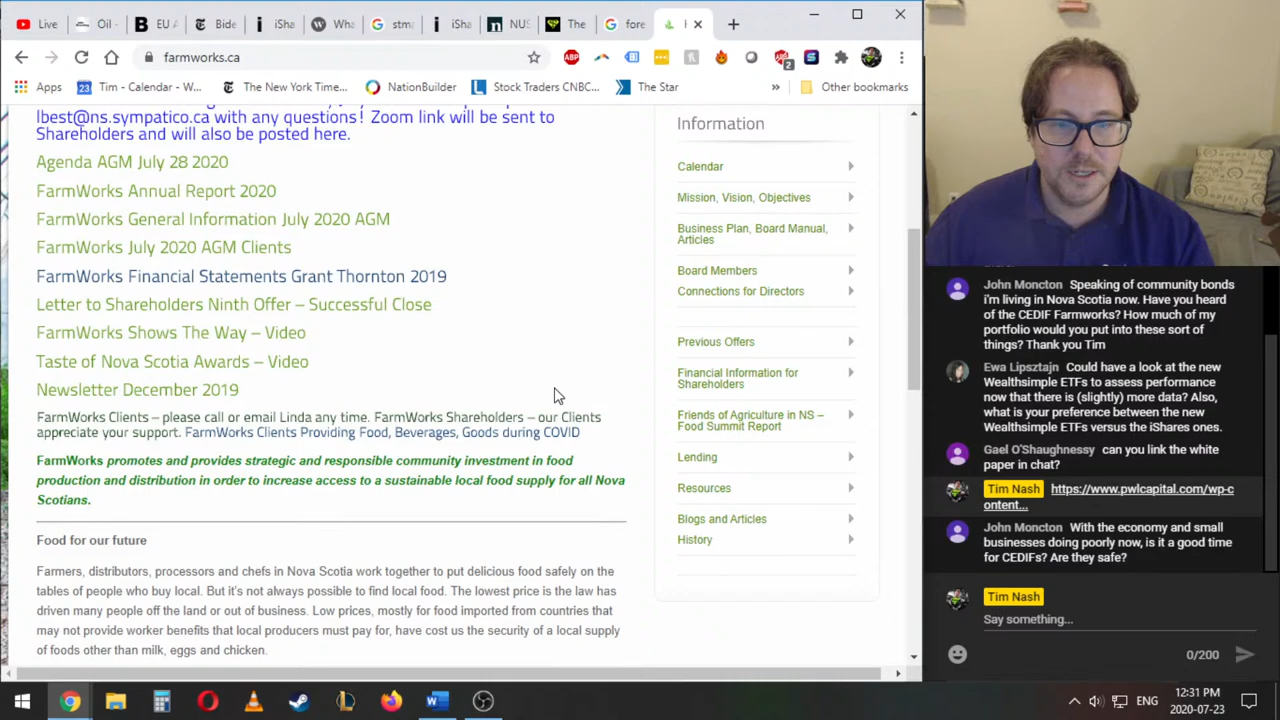 Live
Oil -
EU A
Bide
iSha
Wha
stma
iSha
NUS
The
fore
farmworks.ca
2
Apps
23
Tim - Calendar - W...
The New York Time...
NationBuilder
Stock Traders CNBC...
The Star
»
Other bookmarks
lbest@ns.sympatico.ca with any questions! Zoom link will be sent to
Shareholders and will also be posted here.
Agenda AGM July 28 2020
FarmWorks Annual Report 2020
FarmWorks General Information July 2020 AGM
FarmWorks July 2020 AGM Clients
FarmWorks Financial Statements Grant Thornton 2019
Letter to Shareholders Ninth Offer – Successful Close
FarmWorks Shows The Way – Video
Taste of Nova Scotia Awards – Video
Newsletter December 2019
FarmWorks Clients – please call or email Linda any time. FarmWorks Shareholders – our Clients
appreciate your support. FarmWorks Clients Providing Food, Beverages, Goods during COVID
FarmWorks promotes and provides strategic and responsible community investment in food
production and distribution in order to increase access to a sustainable local food supply for all Nova
Scotians.
Food for our future
Farmers, distributors, processors and chefs in Nova Scotia work together to put delicious food safely on the
tables of people who buy local. But it's not always possible to find local food. The lowest price is the law has
driven many people off the land or out of business. Low prices, mostly for food imported from countries that
may not provide worker benefits that local producers must pay for, have cost us the security of a local supply
of foods other than milk, eggs and chicken.
Information
Calendar
Mission, Vision, Objectives
Business Plan, Board Manual,
Articles
Board Members
Connections for Directors
Previous Offers
Financial Information for
Shareholders
Friends of Agriculture in NS –
Food Summit Report
Lending
Resources
Blogs and Articles
History
John Moncton Speaking of community bonds
i'm living in Nova Scotia now. Have you heard
of the CEDIF Farmworks? How much of my
portfolio would you put into these sort of
things? Thank you Tim
Ewa Lipsztajn Could have a look at the new
Wealthsimple ETFs to assess performance
now that there is (slightly) more data? Also,
what is your preference between the new
Wealthsimple ETFs versus the iShares ones.
Gael O'Shaughnessy can you link the white
paper in chat?
Tim Nash https://www.pwlcapital.com/wp-c
ontent...
John Moncton With the economy and small
businesses doing poorly now, is it a good time
for CEDIFs? Are they safe?
Tim Nash
Say something...
0/200
ENG
12:31 PM
2020-07-23